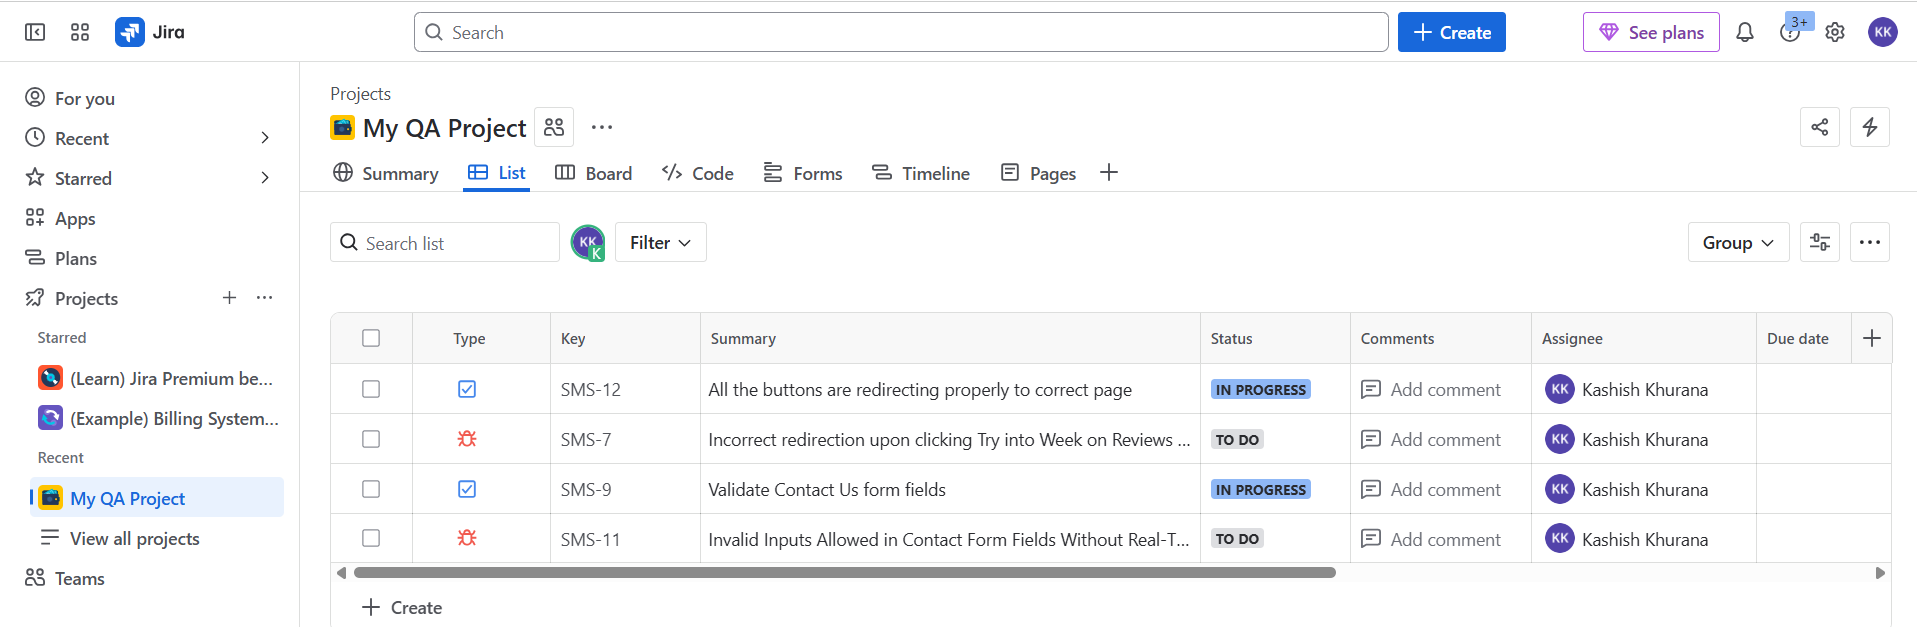 Jira
Search
Create
See plans
3+
KK
For you
Recent
Starred
Apps
Plans
Projects
Starred
(Learn) Jira Premium be...
(Example) Billing System...
Recent
My QA Project
View all projects
Teams
Projects
My QA Project
Summary
List
Board
Code
Forms
Timeline
Pages
Search list
KK
K
Filter
Group
Type Key Summary Status Comments Assignee Due date
SMS-12 All the buttons are redirecting properly to correct page IN PROGRESS Add comment KK Kashish Khurana
SMS-7 Incorrect redirection upon clicking Try into Week on Reviews ... TO DO Add comment KK Kashish Khurana
SMS-9 Validate Contact Us form fields IN PROGRESS Add comment KK Kashish Khurana
SMS-11 Invalid Inputs Allowed in Contact Form Fields Without Real-T... TO DO Add comment KK Kashish Khurana
Create